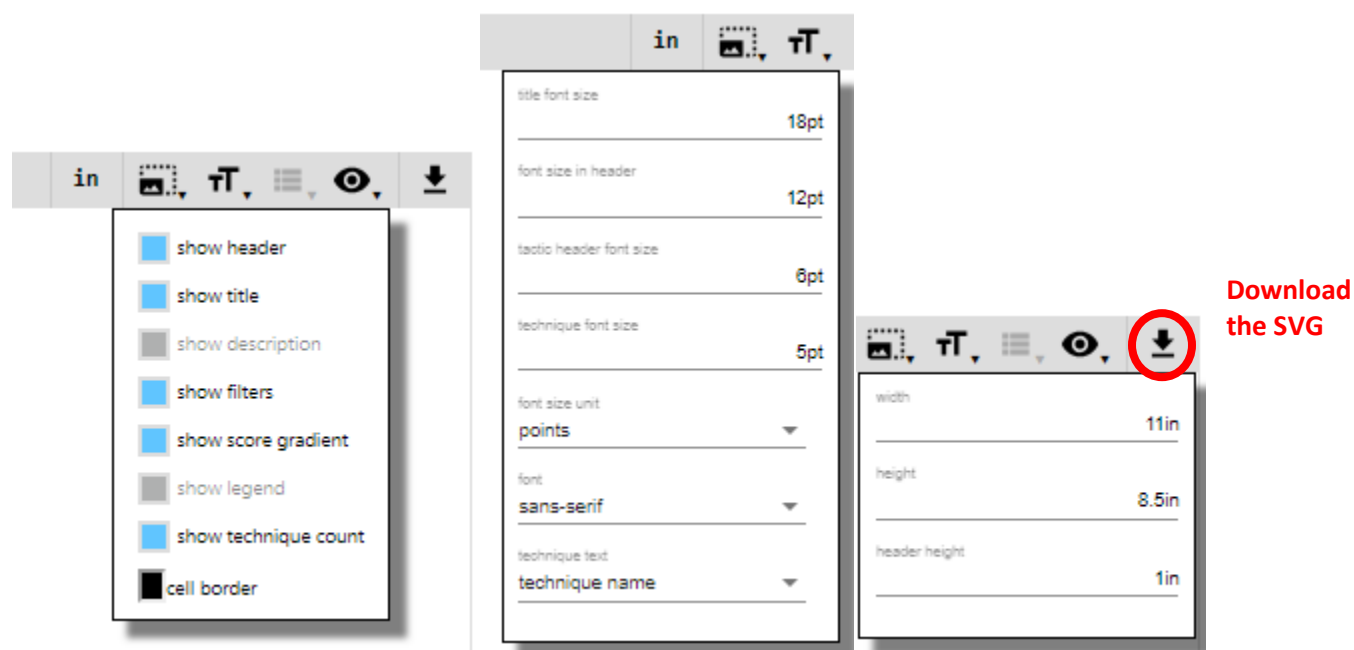 in
show header
show title
show description
show filters
show score gradient
show legend
show technique count
cell border
in
title font size
18pt
font size in header
12pt
tactic header font size
6pt
technique font size
5pt
font size unit
points
font
sans-serif
technique text
technique name
width
11in
height
8.5in
header height
1in
Download
the SVG